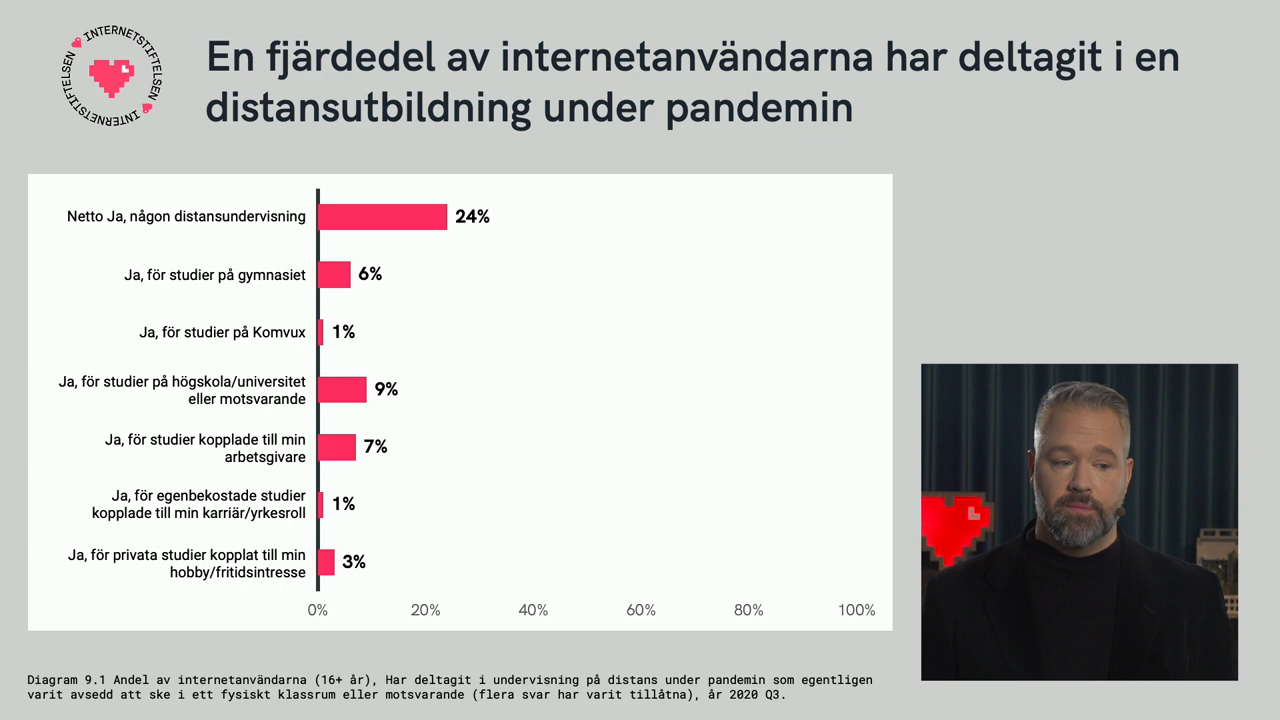 INTERNETSTIFTELSEN INTERNETSTIFTELSEN
En fjärdedel av internetanvändarna har deltagit i en
distansutbildning under pandemin
Netto Ja, någon distansundervisning
24%
Ja, för studier på gymnasiet
6%
Ja, för studier på Komvux
1%
Ja, för studier på högskola/universitet
eller motsvarande
9%
Ja, för studier kopplade till min
arbetsgivare
7%
Ja, för egenbekostade studier
kopplade till min karriär/yrkesroll
1%
Ja, för privata studier kopplat till min
hobby/fritidsintresse
3%
0% 20% 40% 60% 80% 100%
Diagram 9.1 Andel av internetanvändarna (16+ år), Har deltagit i undervisning på distans under pandemin som egentligen
varit avsedd att ske i ett fysiskt klassrum eller motsvarande (flera svar har varit tillåtna), år 2020 Q3.